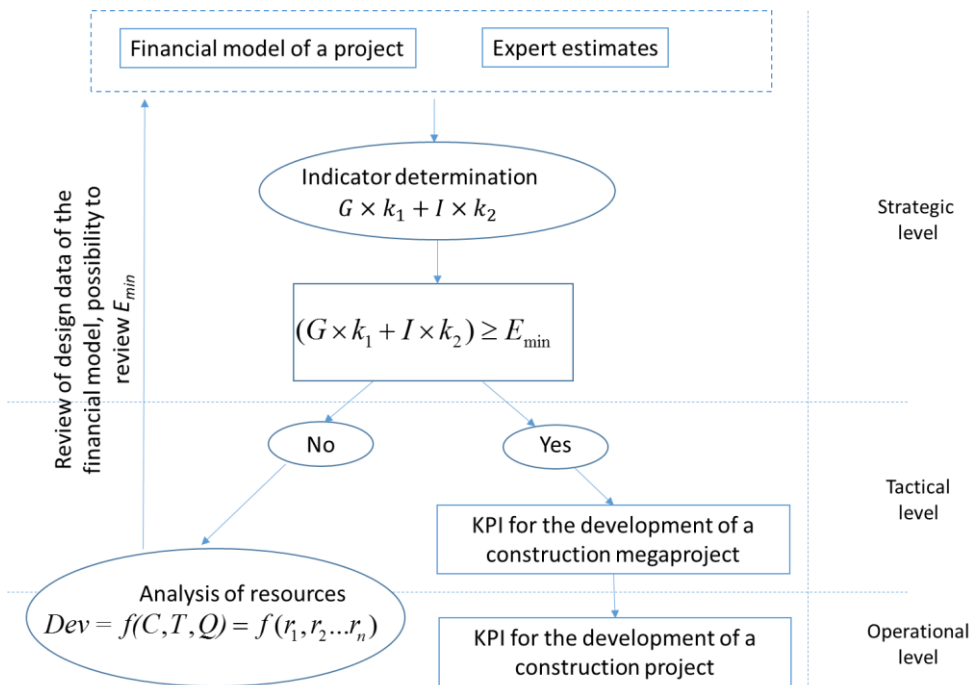 Financial model of a project
Expert estimates
Indicator determination
G × k₁ + I × k₂
Strategic
level
(G × k₁ + I × k₂) ≥ E_min
Review of design data of the
financial model, possibility to
review E_min
No
Yes
Tactical
level
KPI for the development of a
construction megaproject
Analysis of resources
Dev = f(C,T,Q) = f(r₁,r₂...rₙ)
KPI for the development of a
construction project
Operational
level